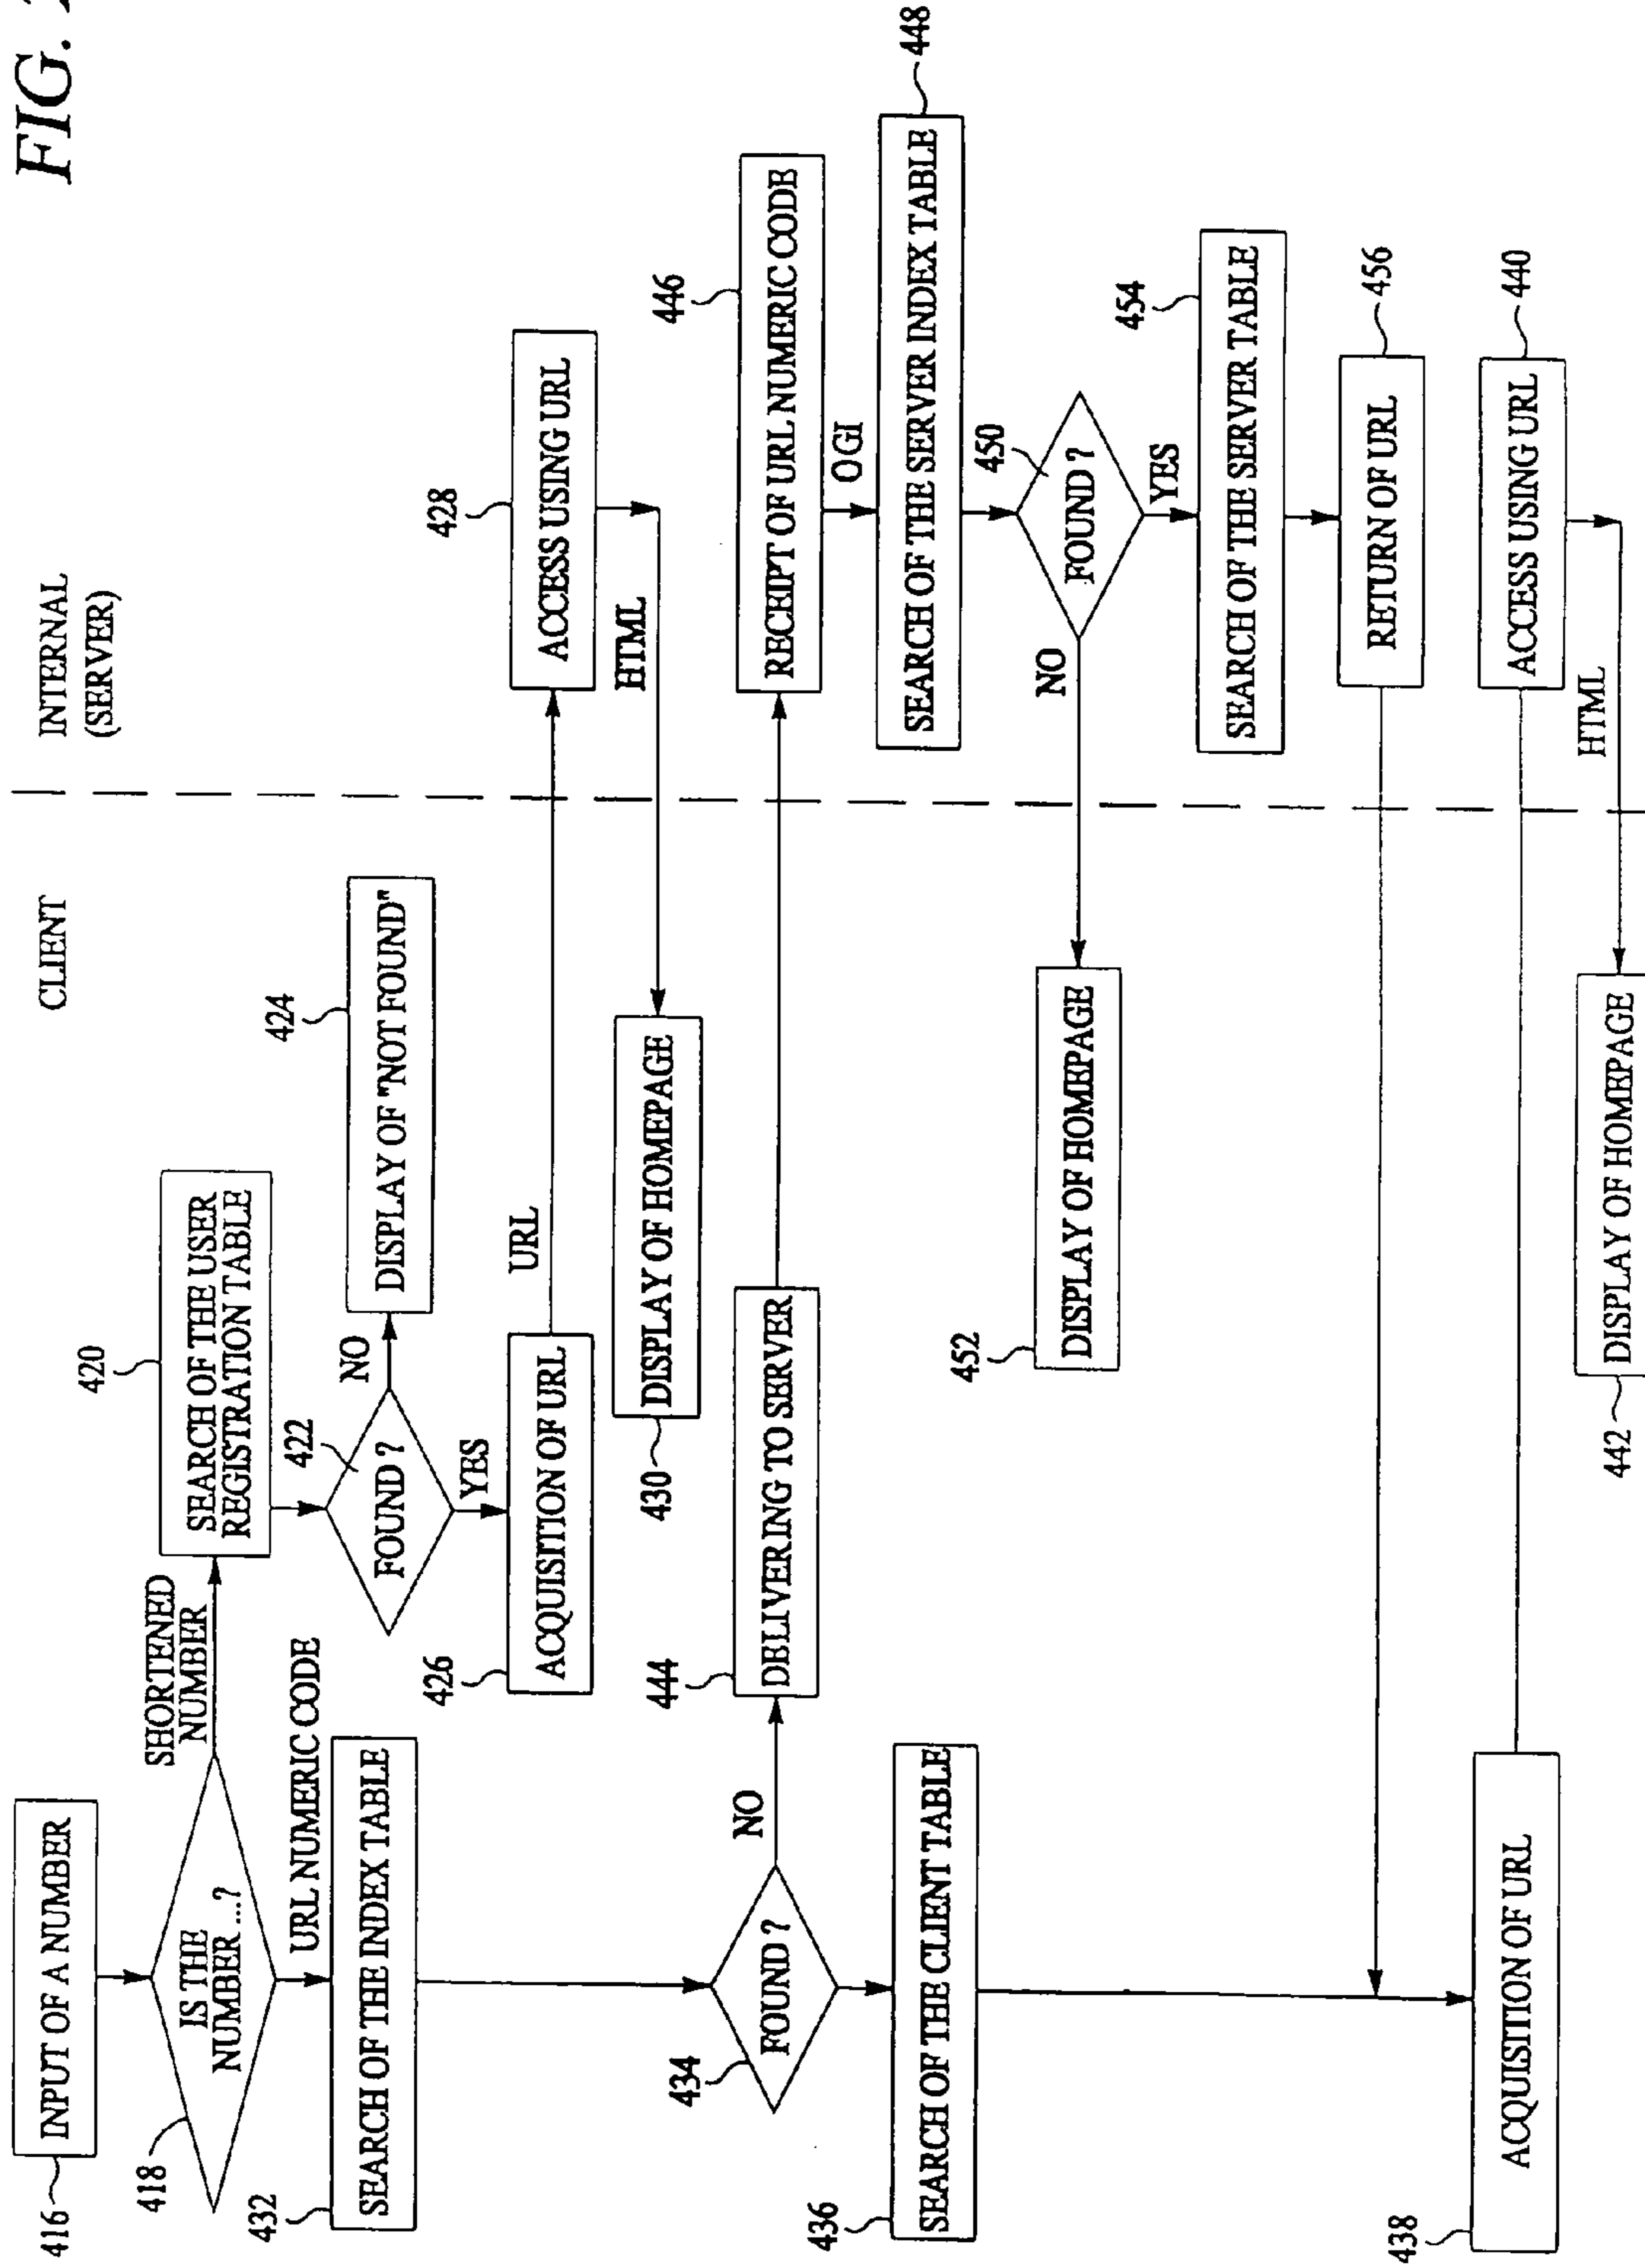 FIG.
CLIENT
INTERNAL
(SERVER)
416
INPUT OF A NUMBER
418
IS THE
NUMBER ...?
SHORTENED
NUMBER
420
SEARCH OF THE USER
REGISTRATION TABLE
422
FOUND ?
NO
424
DISPLAY OF "NOT FOUND"
YES
426
ACQUISITION OF URL
URL
428
ACCESS USING URL
HTML
430
DISPLAY OF HOMEPAGE
URL NUMERIC CODE
432
SEARCH OF THE INDEX TABLE
434
FOUND ?
NO
444
DELIVERING TO SERVER
446
RECEIPT OF URL NUMERIC CODE
OGI
448
SEARCH OF THE SERVER INDEX TABLE
450
FOUND ?
NO
452
DISPLAY OF HOMEPAGE
YES
454
SEARCH OF THE SERVER TABLE
456
RETURN OF URL
436
SEARCH OF THE CLIENT TABLE
438
ACQUISITION OF URL
440
ACCESS USING URL
HTML
442
DISPLAY OF HOMEPAGE